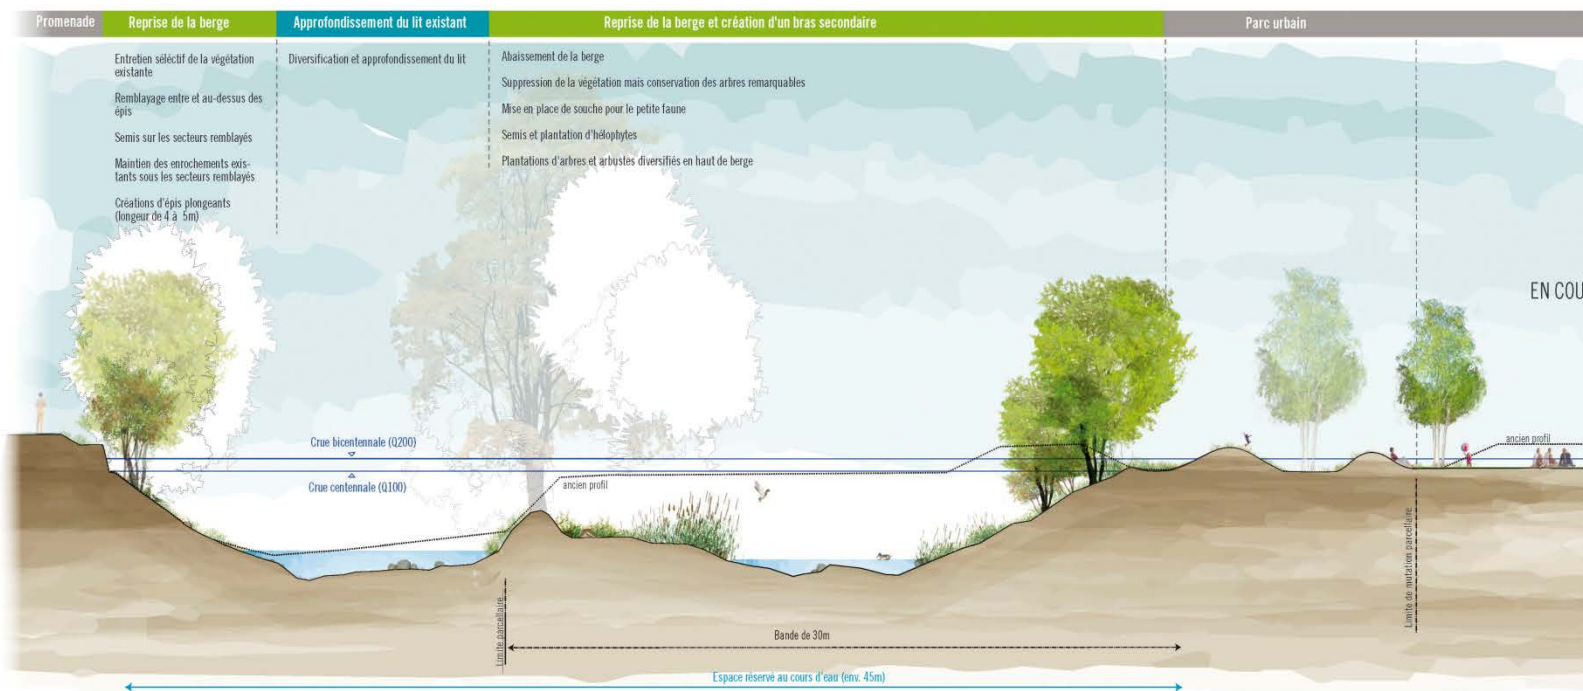 Promenade
Reprise de la berge
Approfondissement du lit existant
Reprise de la berge et création d'un bras secondaire
Parc urbain
Entretien séléctif de la végétation
existante
Remblayage entre et au-dessus des
épis
Semis sur les secteurs remblayés
Maintien des enrochements exis-
tants sous les secteurs remblayés
Créations d'épis plongeants
(longeur de 4 à 5m)
Diversification et approfondissement du lit
Abaissement de la berge
Suppression de la végétation mais conservation des arbres remarquables
Mise en place de souche pour le petite faune
Semis et plantation d'hélophytes
Plantations d'arbres et arbustes diversifiés en haut de berge
EN COU
Crue bicentennale (Q200)
Crue centennale (Q100)
ancien profil
ancien profil
Limite parcellaire
Limite de mutation parcellaire
Bande de 30m
Espace réservé au cours d'eau (env. 45m)